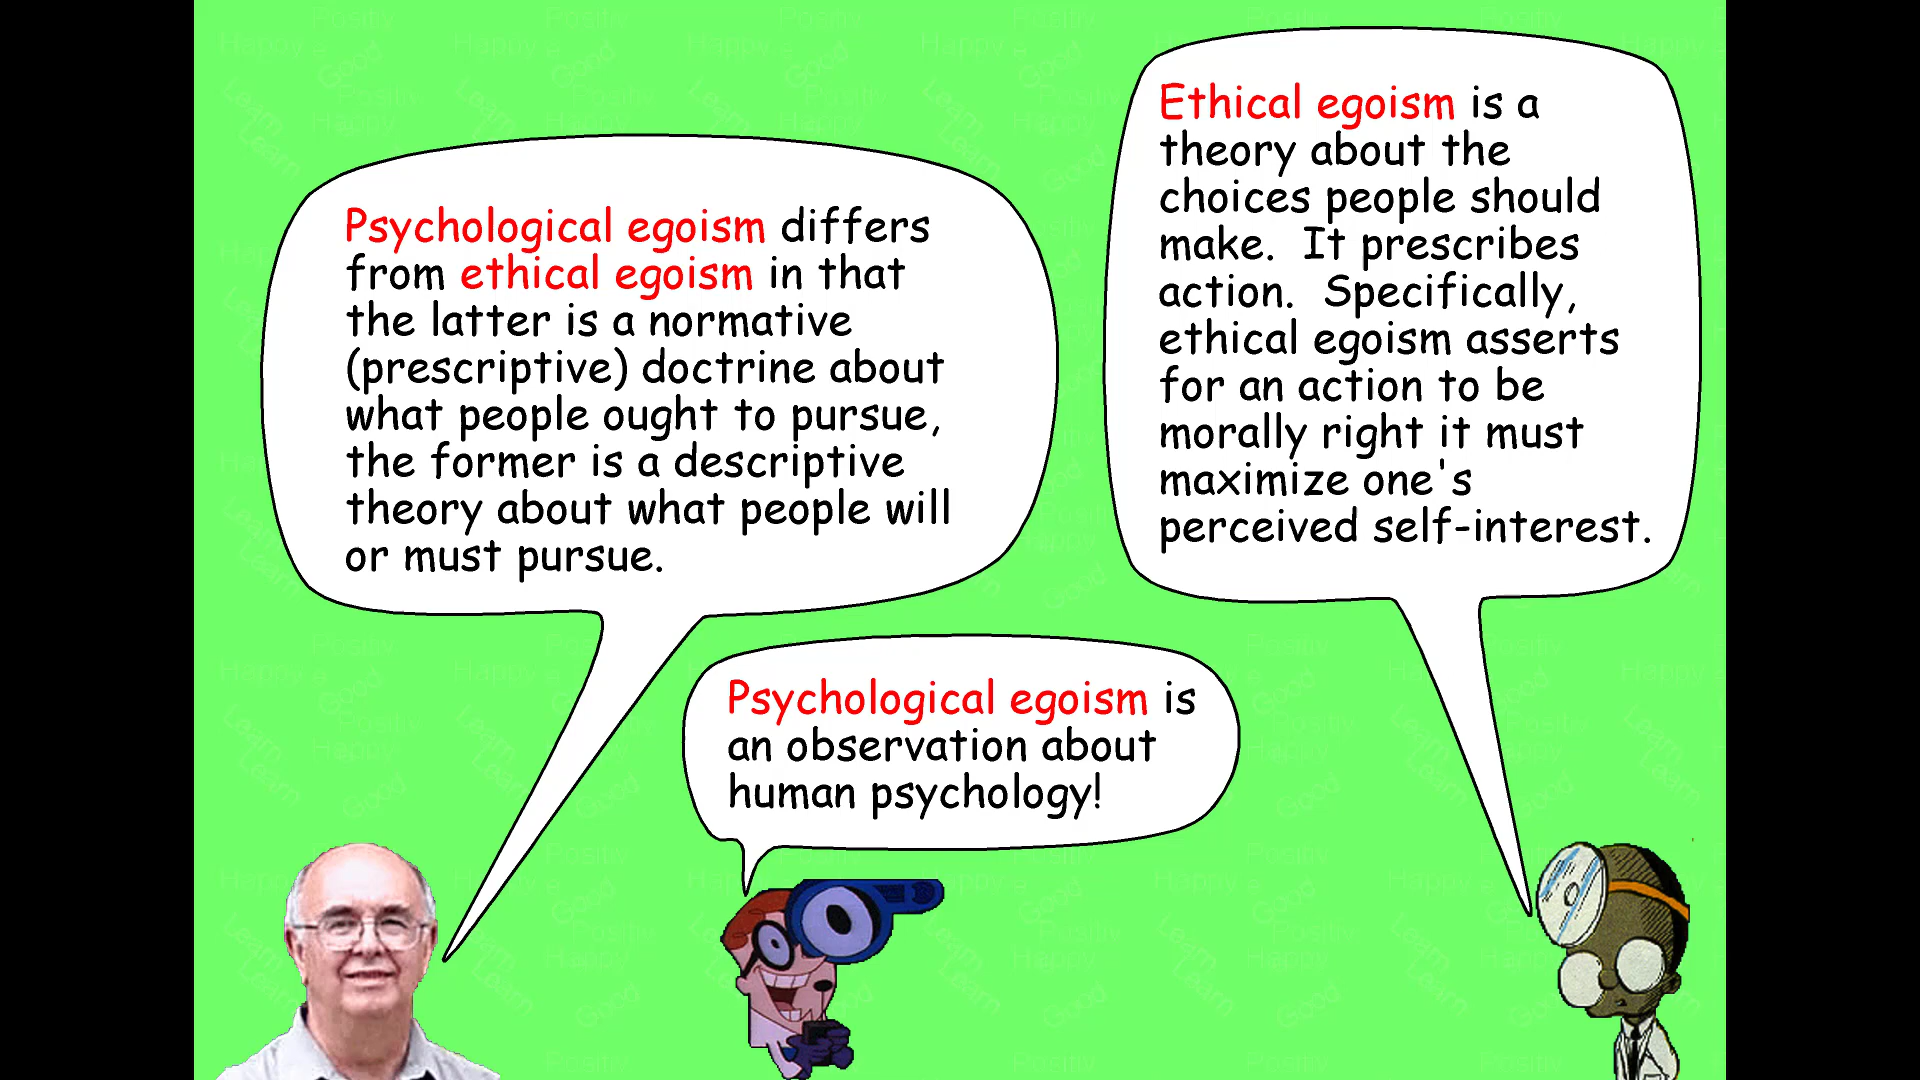 Psychological egoism differs
from ethical egoism in that
the latter is a normative
(prescriptive) doctrine about
what people ought to pursue,
the former is a descriptive
theory about what people will
or must pursue.
Ethical egoism is a
theory about the
choices people should
make.  It prescribes
action.  Specifically,
ethical egoism asserts
for an action to be
morally right it must
maximize one's
perceived self-interest.
Psychological egoism is
an observation about
human psychology!